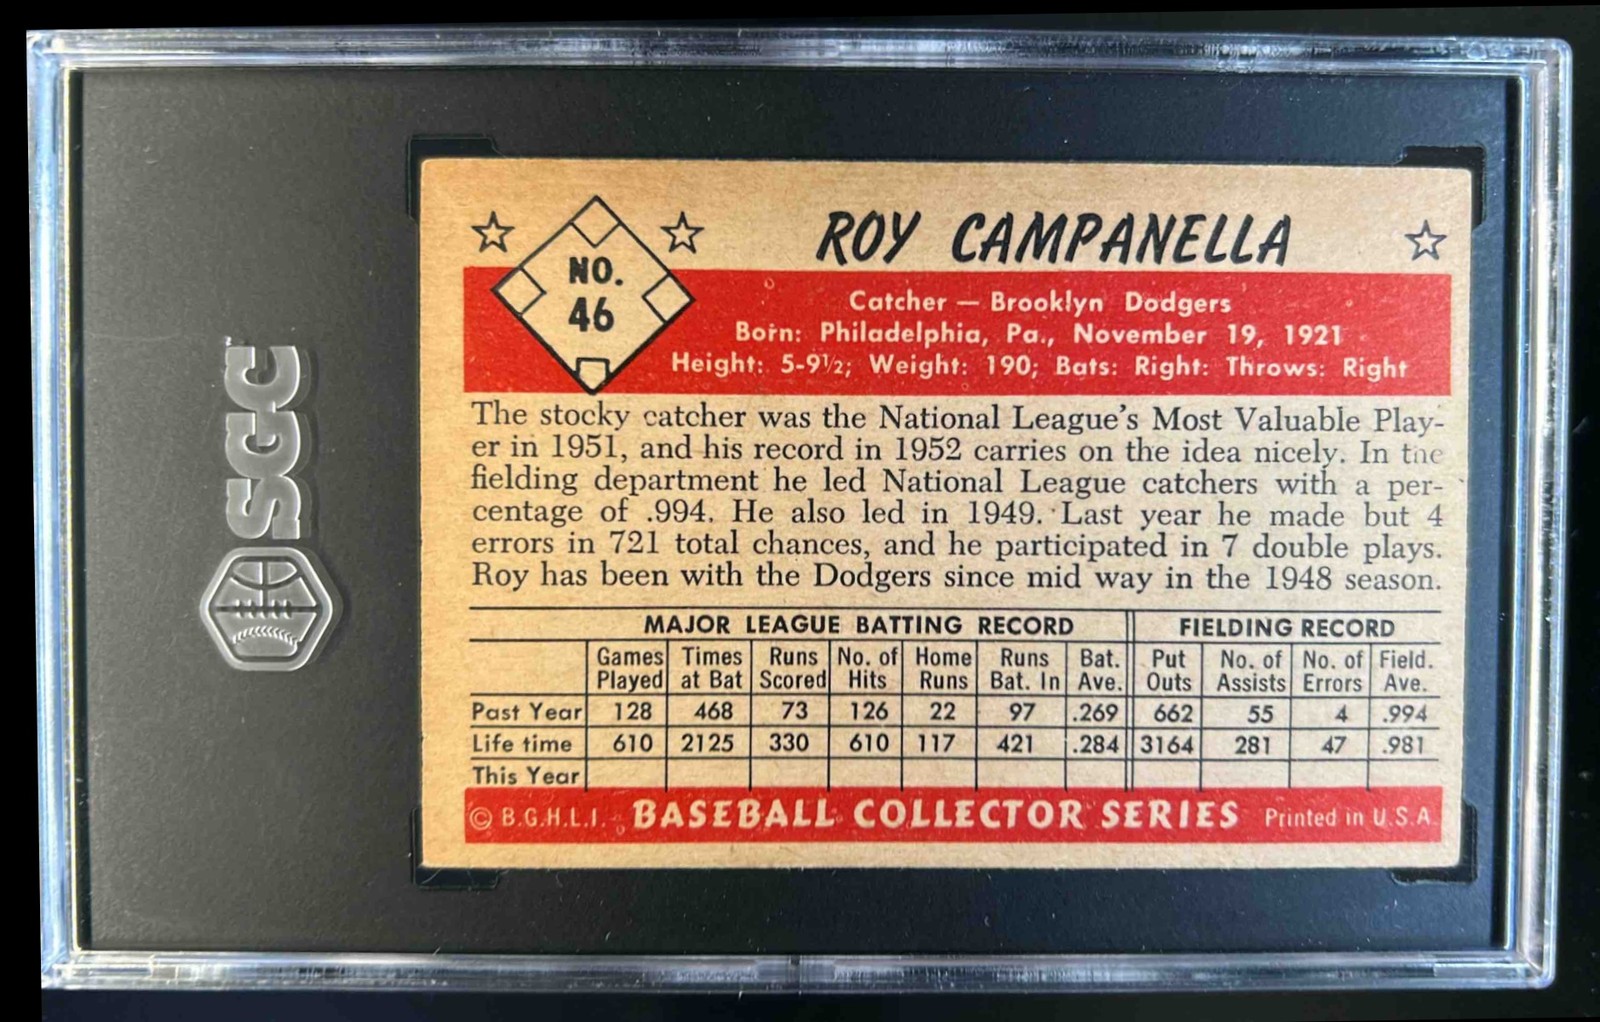 SGC
NO.
46
ROY CAMPANELLA
Catcher — Brooklyn Dodgers
Born: Philadelphia, Pa., November 19, 1921
Height: 5-9½; Weight: 190; Bats: Right: Throws: Right
The stocky catcher was the National League's Most Valuable Play-
er in 1951, and his record in 1952 carries on the idea nicely. In the
fielding department he led National League catchers with a per-
centage of .994. He also led in 1949. Last year he made but 4
errors in 721 total chances, and he participated in 7 double plays.
Roy has been with the Dodgers since mid way in the 1948 season.
MAJOR LEAGUE BATTING RECORD FIELDING RECORD
Games Times Runs No. of Home Runs Bat. Put No. of No. of Field.
Played at Bat Scored Hits Runs Bat. In Ave. Outs Assists Errors Ave.
Past Year 128 468 73 126 22 97 .269 662 55 4 .994
Life time 610 2125 330 610 117 421 .284 3164 281 47 .981
This Year
© B.G.H.L.I. BASEBALL COLLECTOR SERIES Printed in U.S.A.